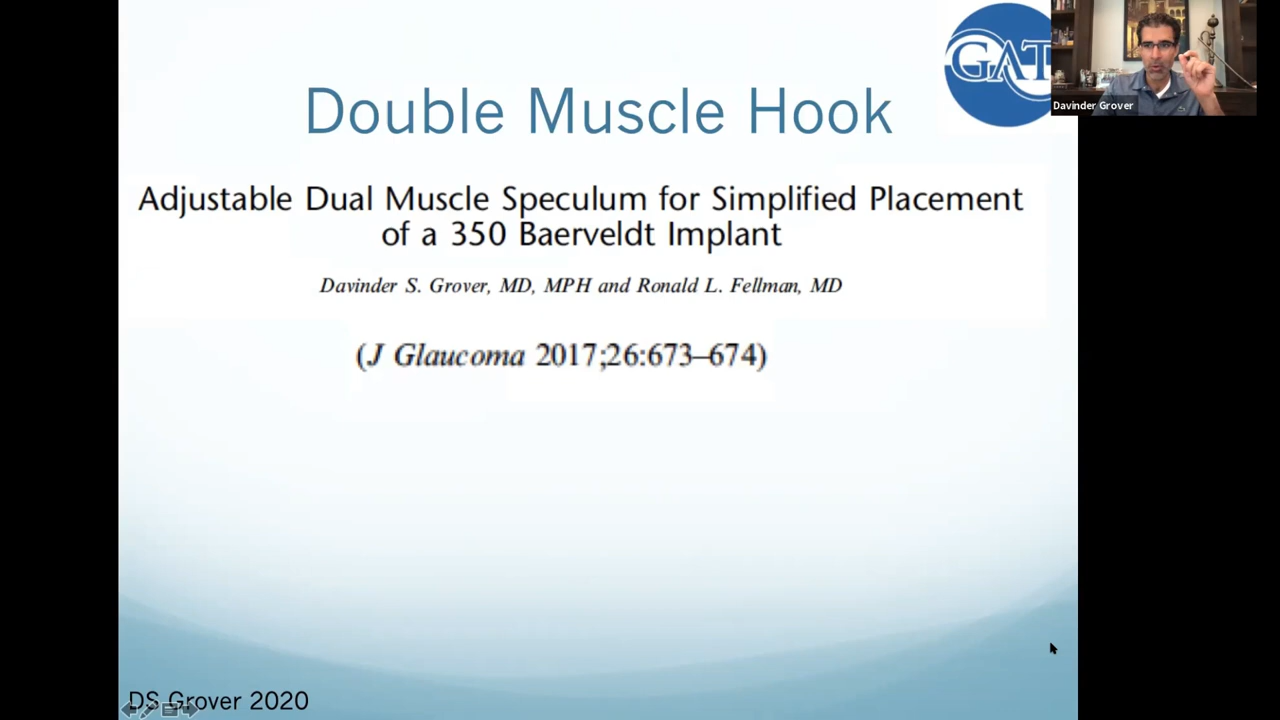 Double Muscle Hook
GAT
Davinder Grover
Adjustable Dual Muscle Speculum for Simplified Placement
of a 350 Baerveldt Implant
Davinder S. Grover, MD, MPH and Ronald L. Fellman, MD
(J Glaucoma 2017;26:673–674)
DS Grover 2020